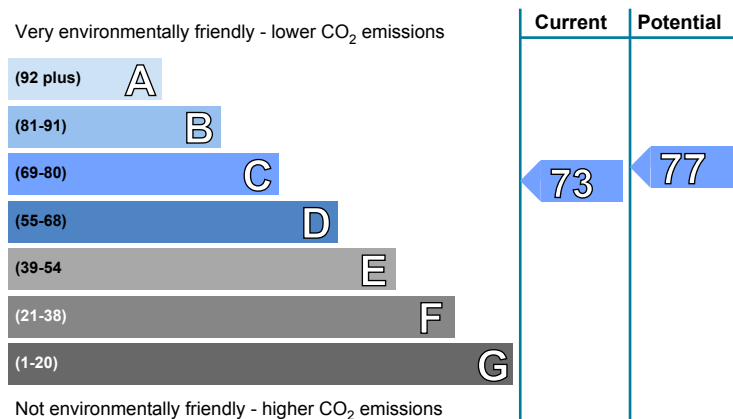 Very environmentally friendly - lower CO₂ emissions
Current
Potential
(92 plus) A
(81-91) B
(69-80) C
(55-68) D
(39-54 E
(21-38) F
(1-20) G
73
77
Not environmentally friendly - higher CO₂ emissions